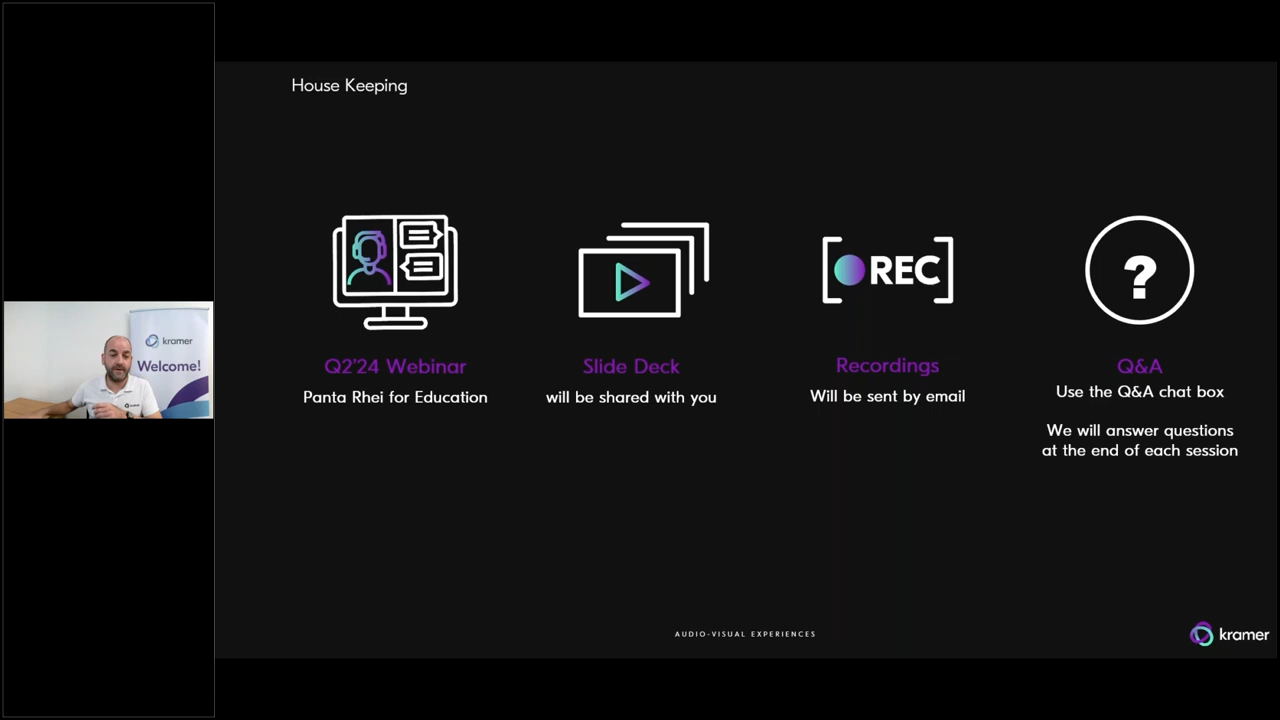 House Keeping
REC
?
Q2'24 Webinar
Panta Rhei for Education
Slide Deck
will be shared with you
Recordings
Will be sent by email
Q&A
Use the Q&A chat box
We will answer questions
at the end of each session
kramer
Welcome!
AUDIO-VISUAL EXPERIENCES
kramer